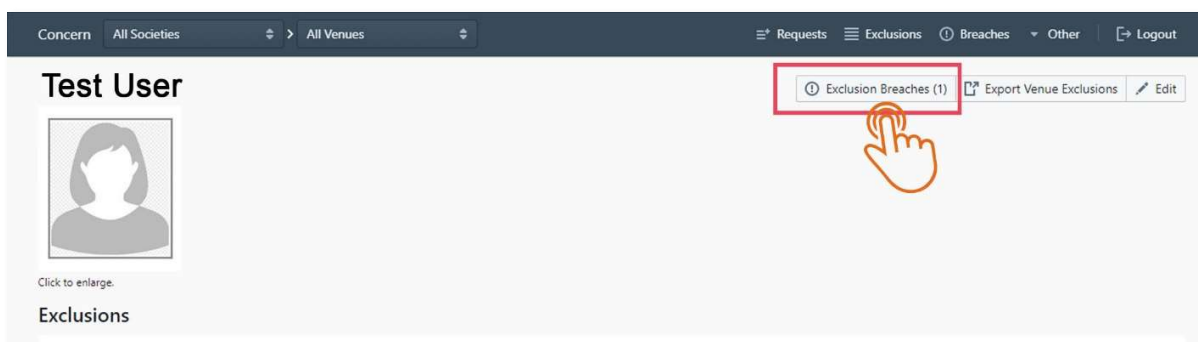 Concern All Societies > All Venues Requests Exclusions Breaches Other Logout
Test User
Exclusion Breaches (1) Export Venue Exclusions Edit
Click to enlarge.
Exclusions